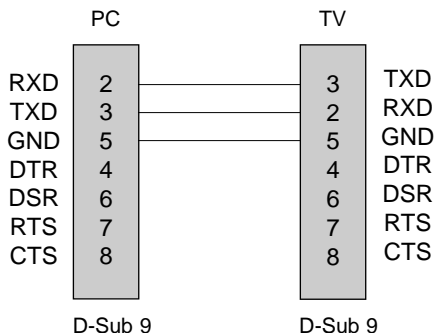 PC TV
RXD 2 3 TXD
TXD 3 2 RXD
GND 5 5 GND
DTR 4 4 DTR
DSR 6 6 DSR
RTS 7 7 RTS
CTS 8 8 CTS
D-Sub 9 D-Sub 9